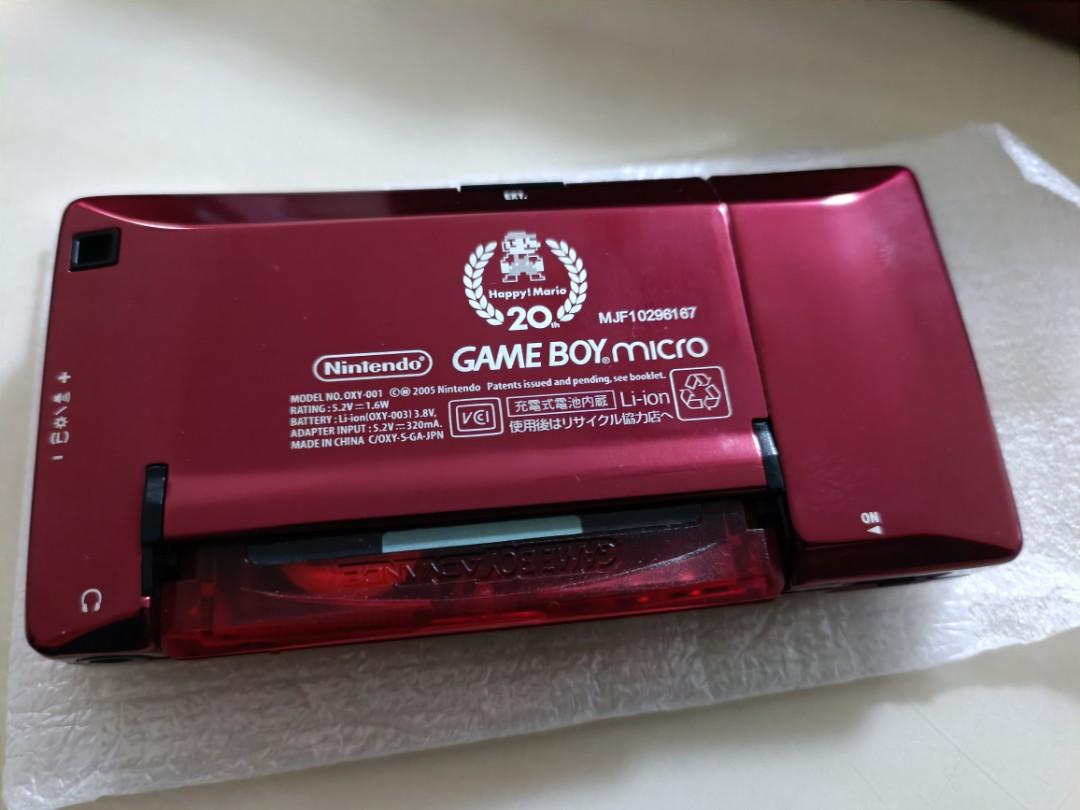 EXT.
Happy! Mario
20th
MJF10296167
Nintendo®
GAME BOY® micro
MODEL NO. OXY-001 ©Ⓜ 2005 Nintendo Patents issued and pending, see booklet.
RATING : 5.2V⎓1.6W
BATTERY : Li-ion(OXY-003) 3.8V,
ADAPTER INPUT : 5.2V⎓320mA.
MADE IN CHINA C/OXY-S-GA-JPN
VCI
充電式電池内蔵 Li-ion
使用後はリサイクル協力店へ
+
(L)
−
ON
GAME BOY ADVANCE